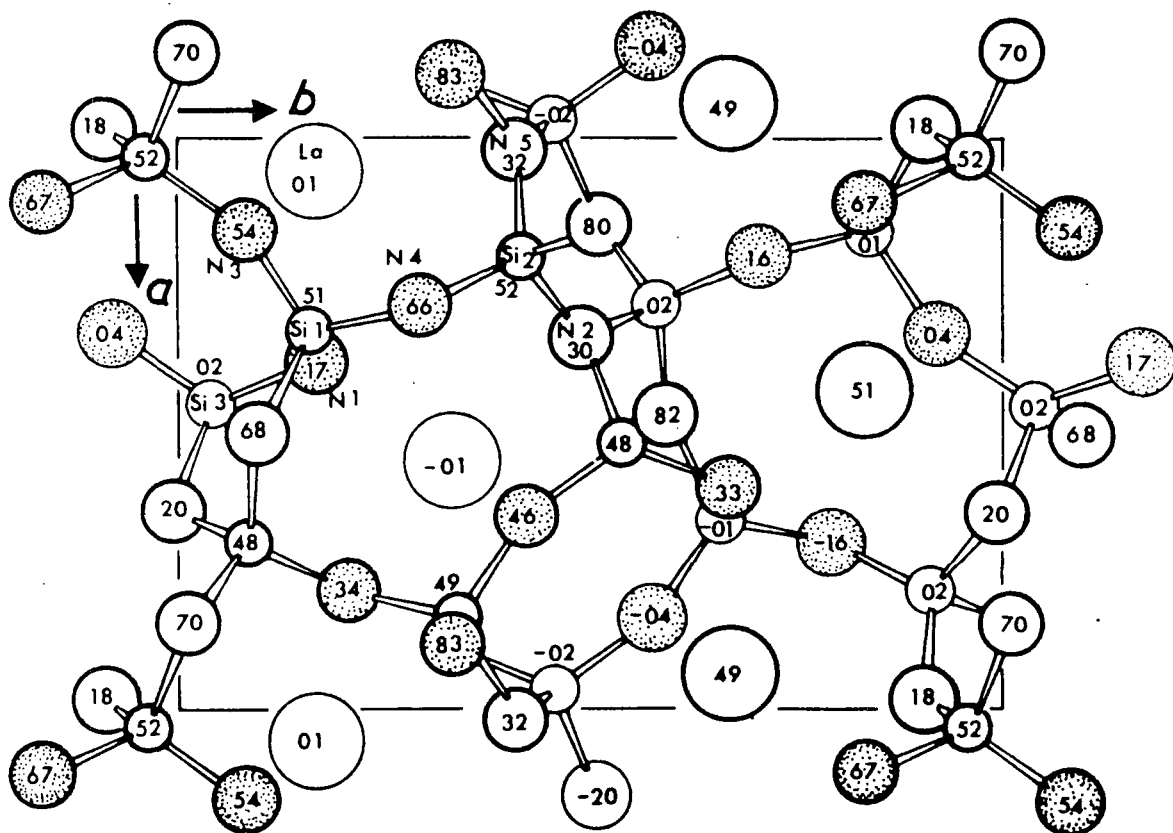 70 -04 70
83 49
18 -02 18
52 N 5 52
b
La 32
01
67 67
54 80 54
N3 N4 Si 2 16 01
a 51 52
66 02
04 Si 1 N 2 04 17
02 17 30 51
Si 3 N 1 02
68 82 68
48
-01 33
20 46 20
48 -01 -16
49
34 02
70 83 -04 70
-02
49
18 18
52 32 52
01
67 67
54 -20 54